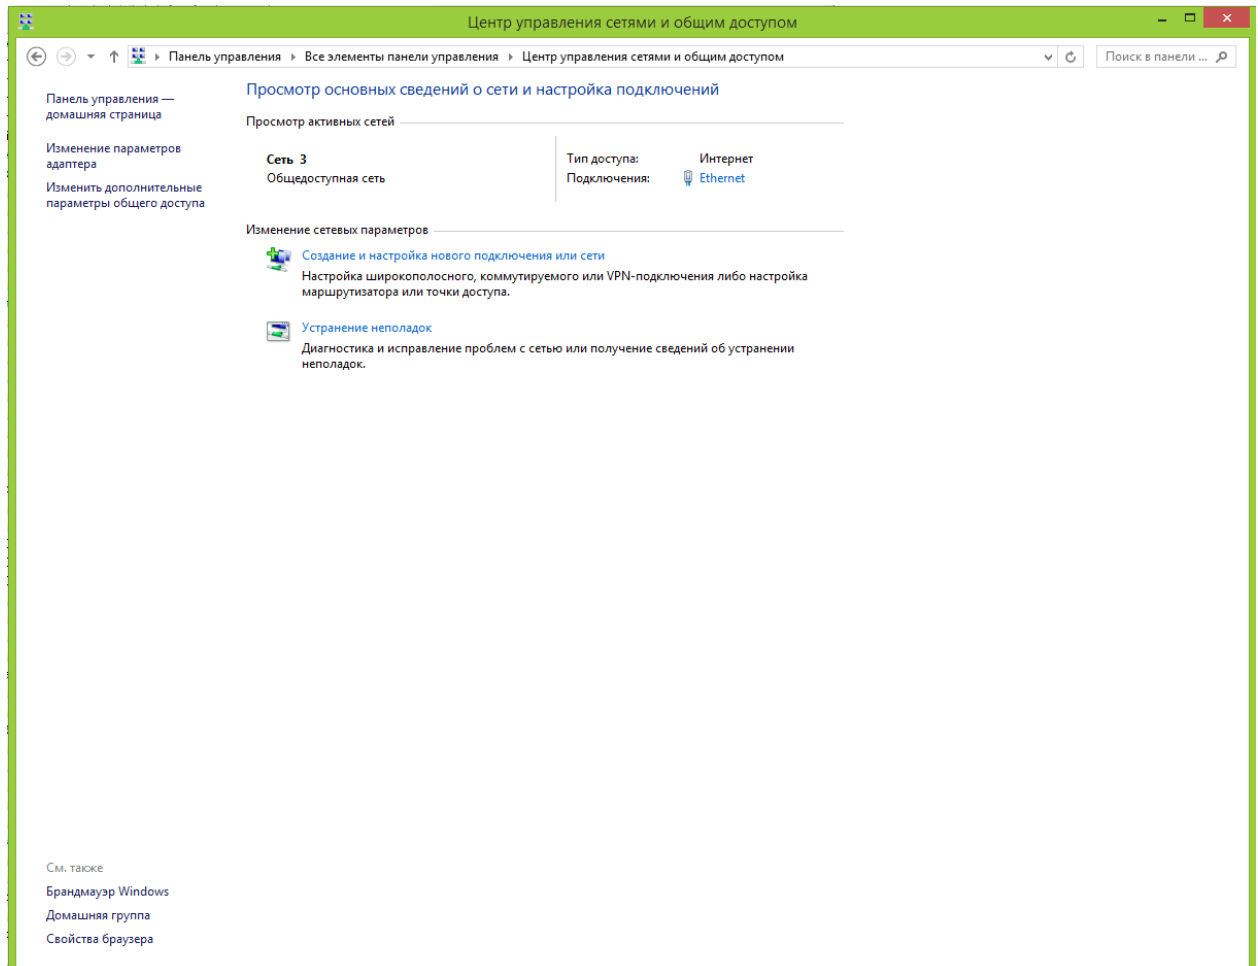 Центр управления сетями и общим доступом
Панель управления
Все элементы панели управления
Центр управления сетями и общим доступом
Поиск в панели ...
Панель управления —
домашняя страница
Изменение параметров
адаптера
Изменить дополнительные
параметры общего доступа
Просмотр основных сведений о сети и настройка подключений
Просмотр активных сетей
Сеть 3
Общедоступная сеть
Тип доступа: Интернет
Подключения: Ethernet
Изменение сетевых параметров
Создание и настройка нового подключения или сети
Настройка широкополосного, коммутируемого или VPN-подключения либо настройка
маршрутизатора или точки доступа.
Устранение неполадок
Диагностика и исправление проблем с сетью или получение сведений об устранении
неполадок.
См. также
Брандмауэр Windows
Домашняя группа
Свойства браузера